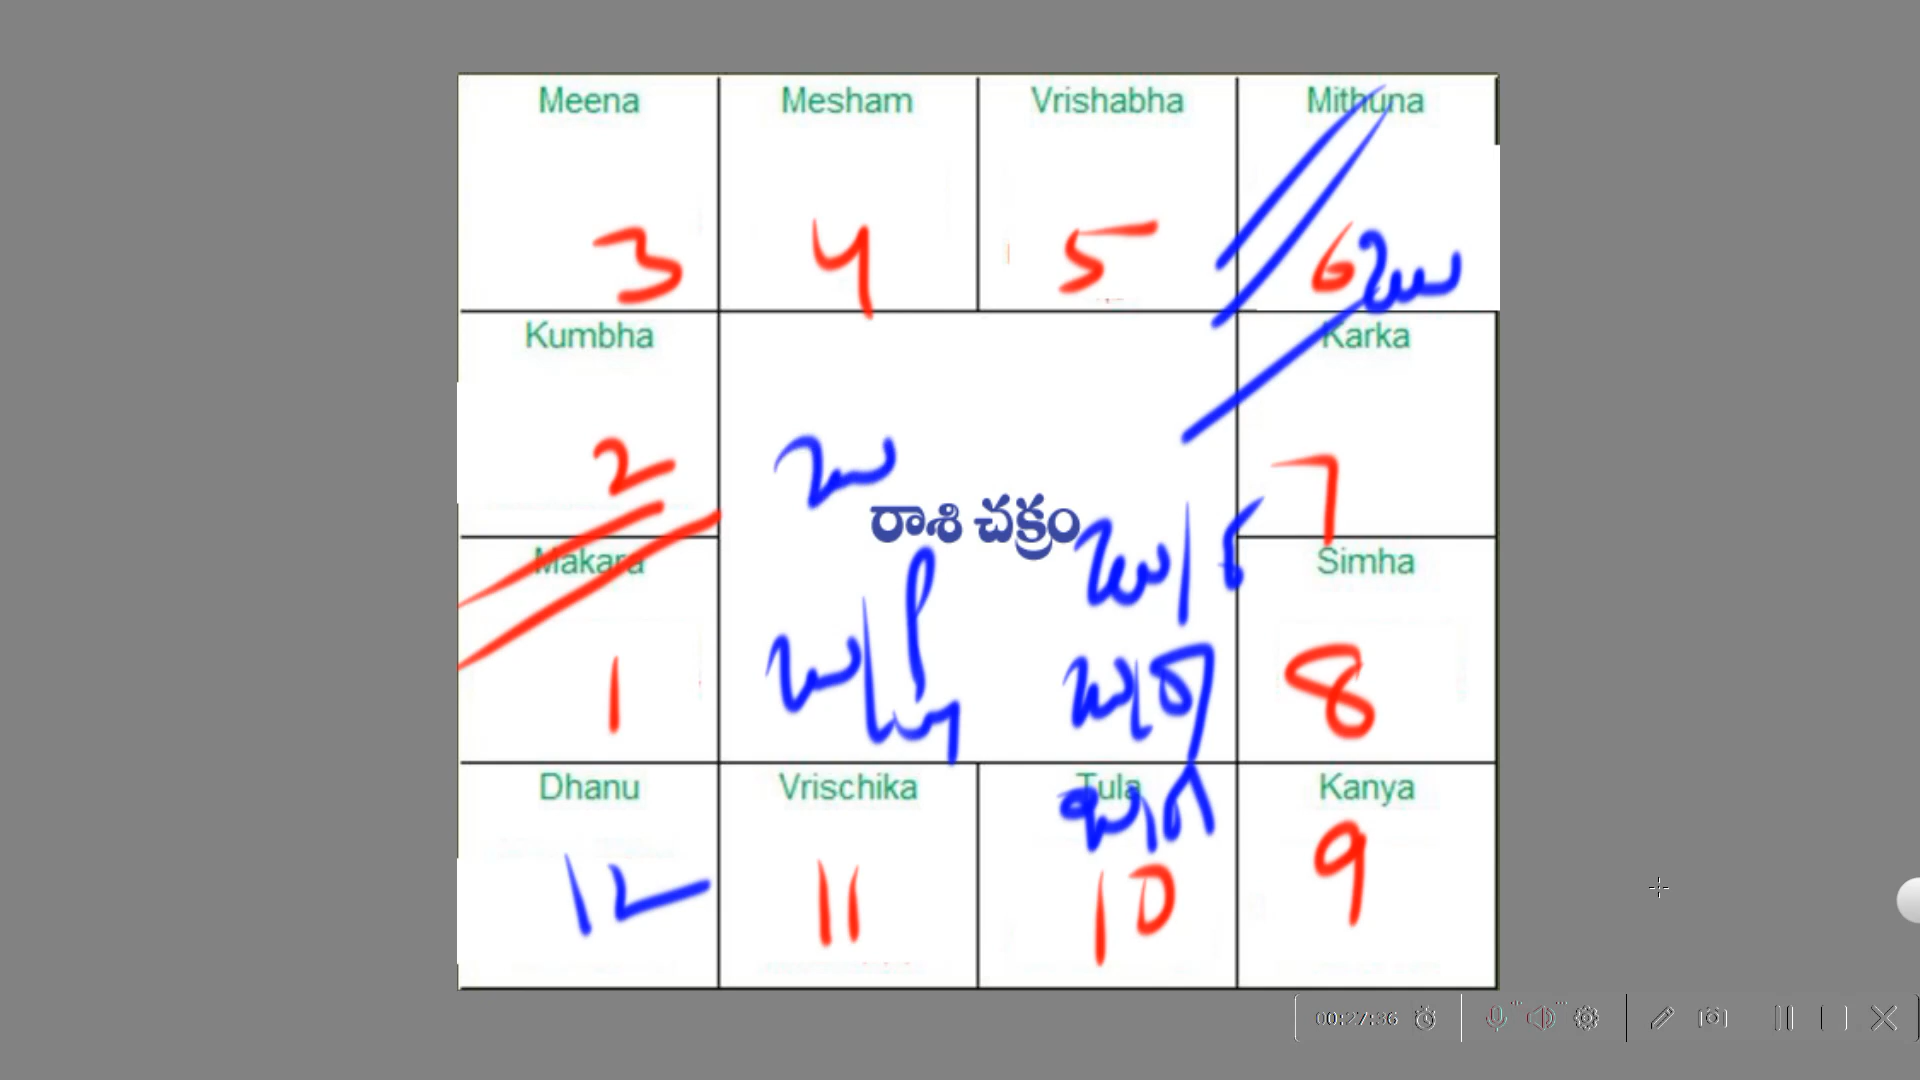 Meena Mesham Vrishabha Mithuna
3 4 5 6
Kumbha Karka
2 7
రాశి చక్రం
Makara Simha
1 8
Dhanu Vrischika Tula Kanya
12 11 10 9
00:27:36